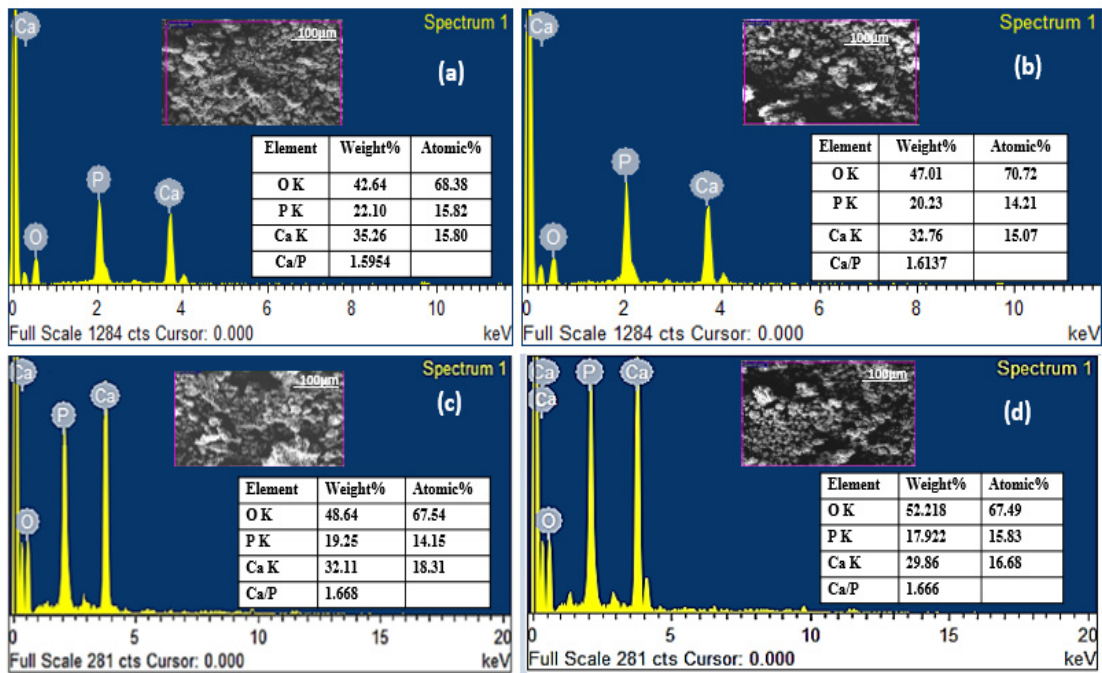 Ca
Spectrum 1
100µm
(a)
Element Weight% Atomic%
O K 42.64 68.38
P K 22.10 15.82
Ca K 35.26 15.80
Ca/P 1.5954
P
Ca
O
0 2 4 6 8 10
Full Scale 1284 cts Cursor: 0.000 keV
Ca
Spectrum 1
100µm
(b)
Element Weight% Atomic%
O K 47.01 70.72
P K 20.23 14.21
Ca K 32.76 15.07
Ca/P 1.6137
P
Ca
O
0 2 4 6 8 10
Full Scale 1284 cts Cursor: 0.000 keV
Ca
Spectrum 1
100µm
(c)
P
Ca
Element Weight% Atomic%
O K 48.64 67.54
P K 19.25 14.15
Ca K 32.11 18.31
Ca/P 1.668
O
0 5 10 15 20
Full Scale 281 cts Cursor: 0.000 keV
Ca P Ca
Spectrum 1
100µm
(d)
Ca
Element Weight% Atomic%
O K 52.218 67.49
P K 17.922 15.83
Ca K 29.86 16.68
Ca/P 1.666
O
0 5 10 15 20
Full Scale 281 cts Cursor: 0.000 keV